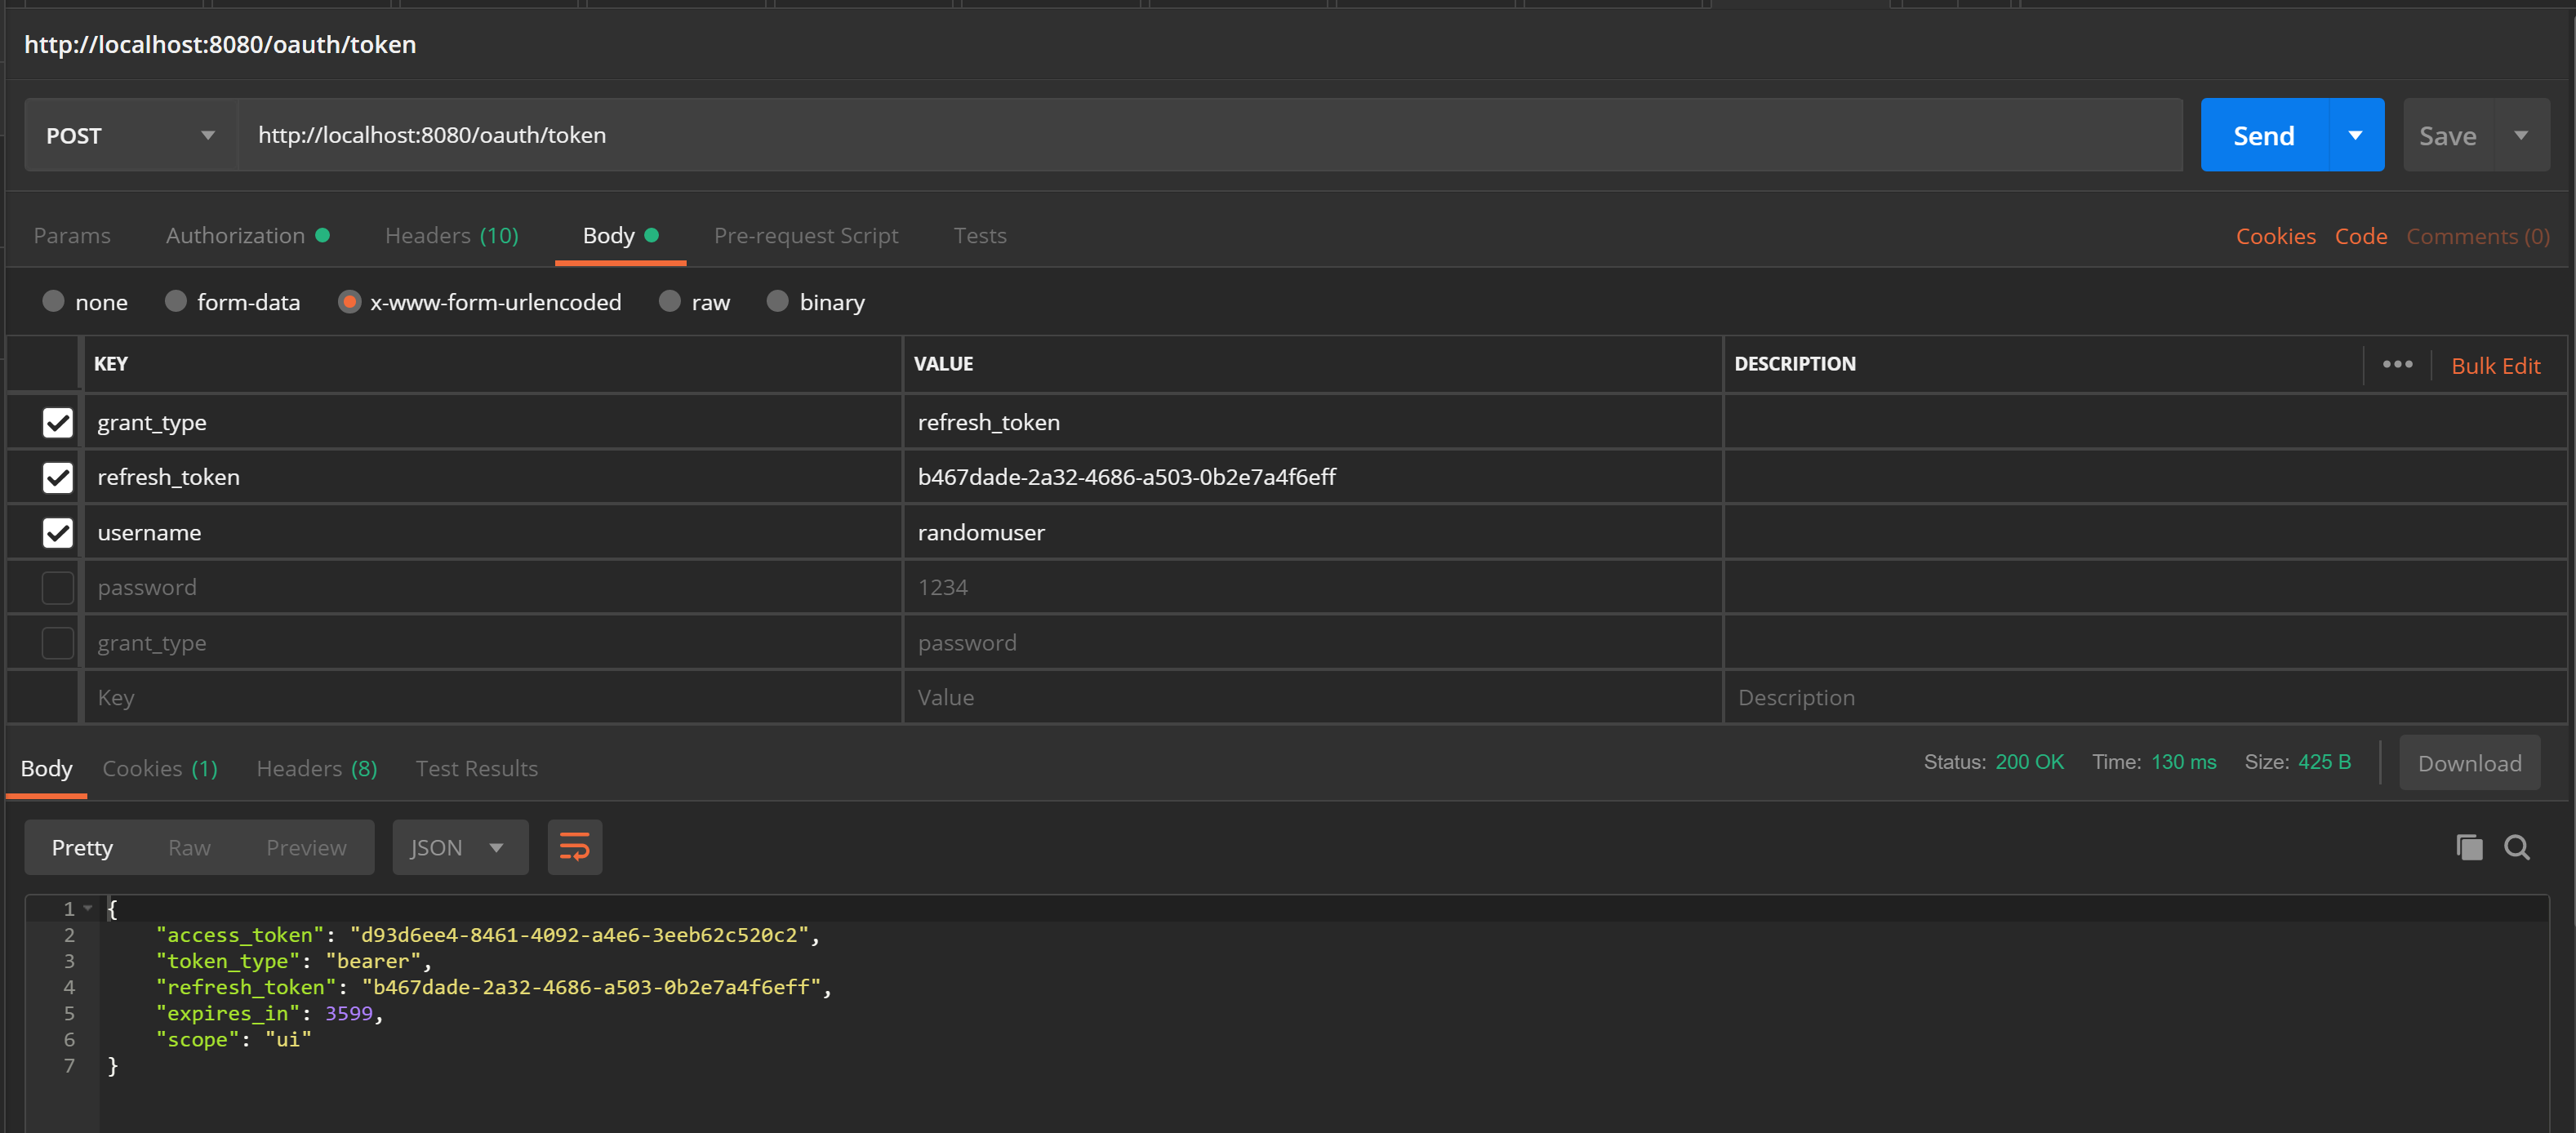 http://localhost:8080/oauth/token
POST http://localhost:8080/oauth/token Send Save
Params Authorization Headers (10) Body Pre-request Script Tests Cookies Code Comments (0)
none form-data x-www-form-urlencoded raw binary
KEY VALUE DESCRIPTION ••• Bulk Edit
grant_type refresh_token
refresh_token b467dade-2a32-4686-a503-0b2e7a4f6eff
username randomuser
password 1234
grant_type password
Key Value Description
Body Cookies (1) Headers (8) Test Results Status: 200 OK Time: 130 ms Size: 425 B Download
Pretty Raw Preview JSON
1 {
2 "access_token": "d93d6ee4-8461-4092-a4e6-3eeb62c520c2",
3 "token_type": "bearer",
4 "refresh_token": "b467dade-2a32-4686-a503-0b2e7a4f6eff",
5 "expires_in": 3599,
6 "scope": "ui"
7 }